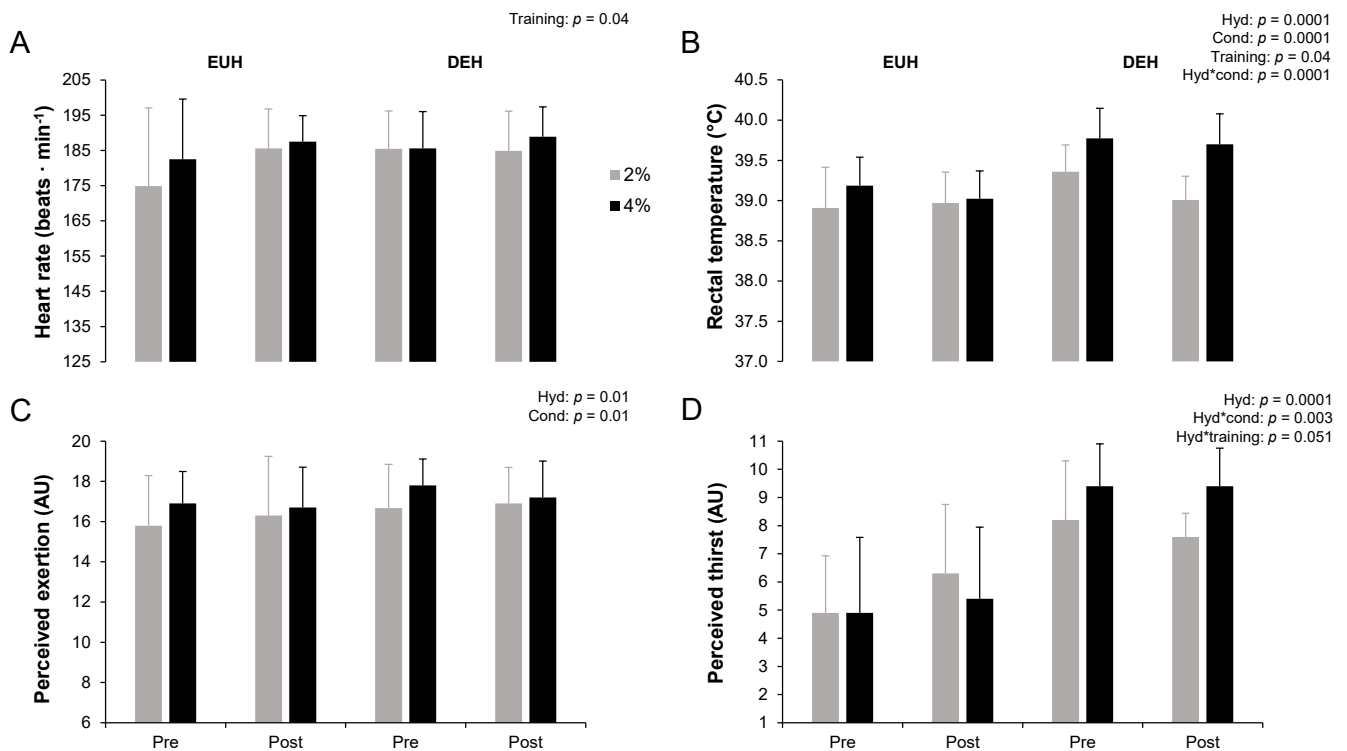 A
Training: p = 0.04
EUH
DEH
Heart rate (beats · min⁻¹)
205
195
185
175
165
155
145
135
125
2%
4%
B
Hyd: p = 0.0001
Cond: p = 0.0001
Training: p = 0.04
Hyd*cond: p = 0.0001
EUH
DEH
Rectal temperature (°C)
40.5
40.0
39.5
39.0
38.5
38.0
37.5
37.0
C
Hyd: p = 0.01
Cond: p = 0.01
Perceived exertion (AU)
20
18
16
14
12
10
8
6
Pre
Post
Pre
Post
D
Hyd: p = 0.0001
Hyd*cond: p = 0.003
Hyd*training: p = 0.051
Perceived thirst (AU)
11
10
9
8
7
6
5
4
3
2
1
Pre
Post
Pre
Post